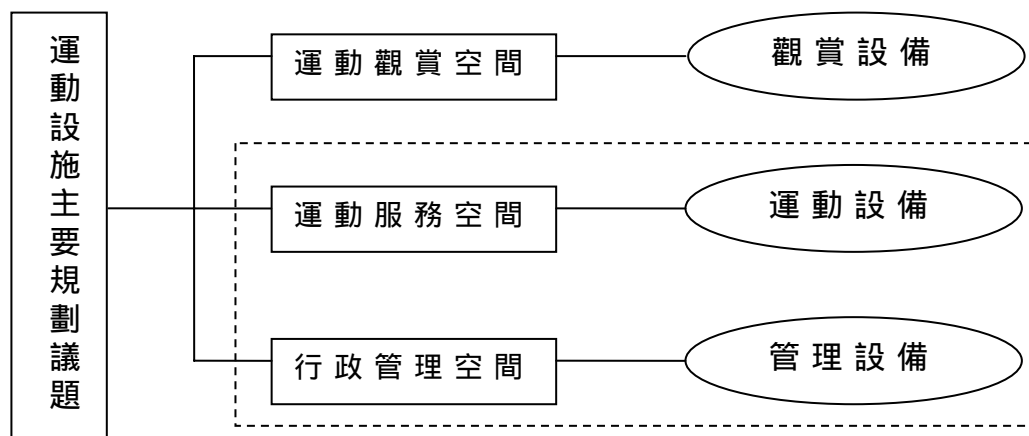 運動設施主要規劃議題
運動觀賞空間
觀賞設備
運動服務空間
運動設備
行政管理空間
管理設備